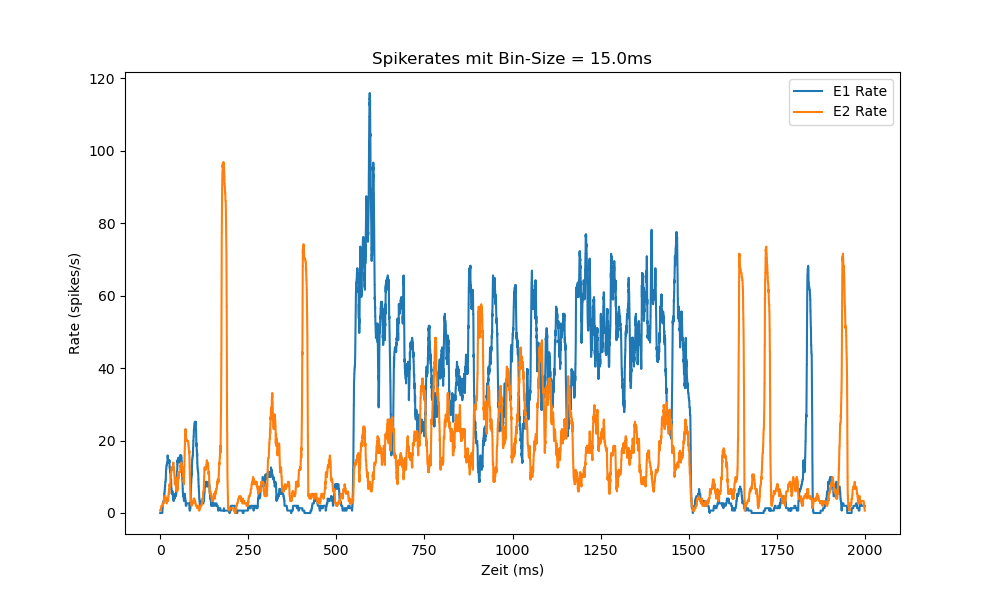 Spikerates mit Bin-Size = 15.0ms
E1 Rate
E2 Rate
Rate (spikes/s)
120
100
80
60
40
20
0
0 250 500 750 1000 1250 1500 1750 2000
Zeit (ms)